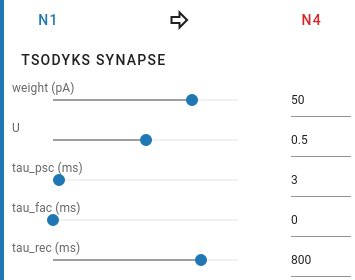 N1 N4
TSODYKS SYNAPSE
weight (pA) 50
U 0.5
tau_psc (ms) 3
tau_fac (ms) 0
tau_rec (ms) 800